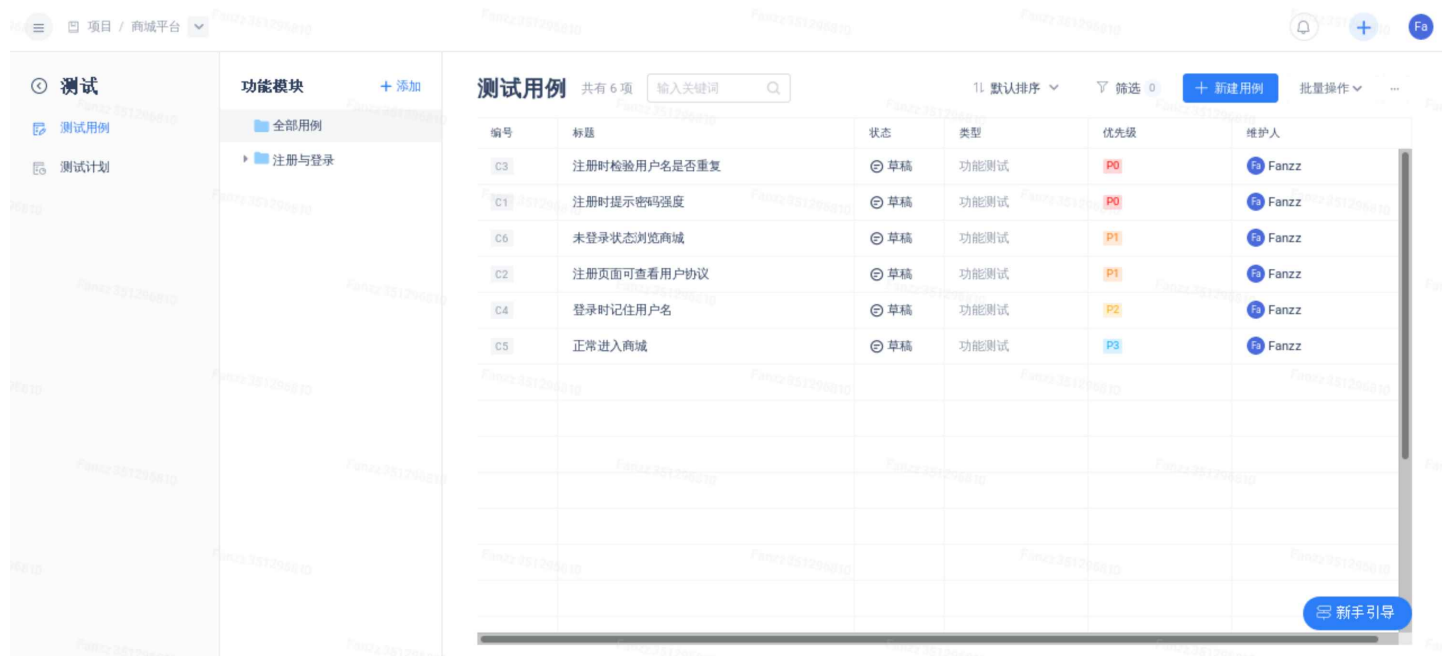 项目 / 商城平台
Fa
测试
测试用例
测试计划
功能模块
+ 添加
全部用例
注册与登录
测试用例 共有 6 项 输入关键词 默认排序 筛选 0 + 新建用例 批量操作 ...
编号 标题 状态 类型 优先级 维护人
C3 注册时检验用户名是否重复 草稿 功能测试 P0 Fa Fanzz
C1 注册时提示密码强度 草稿 功能测试 P0 Fa Fanzz
C6 未登录状态浏览商城 草稿 功能测试 P1 Fa Fanzz
C2 注册页面可查看用户协议 草稿 功能测试 P1 Fa Fanzz
C4 登录时记住用户名 草稿 功能测试 P2 Fa Fanzz
C5 正常进入商城 草稿 功能测试 P3 Fa Fanzz
新手引导